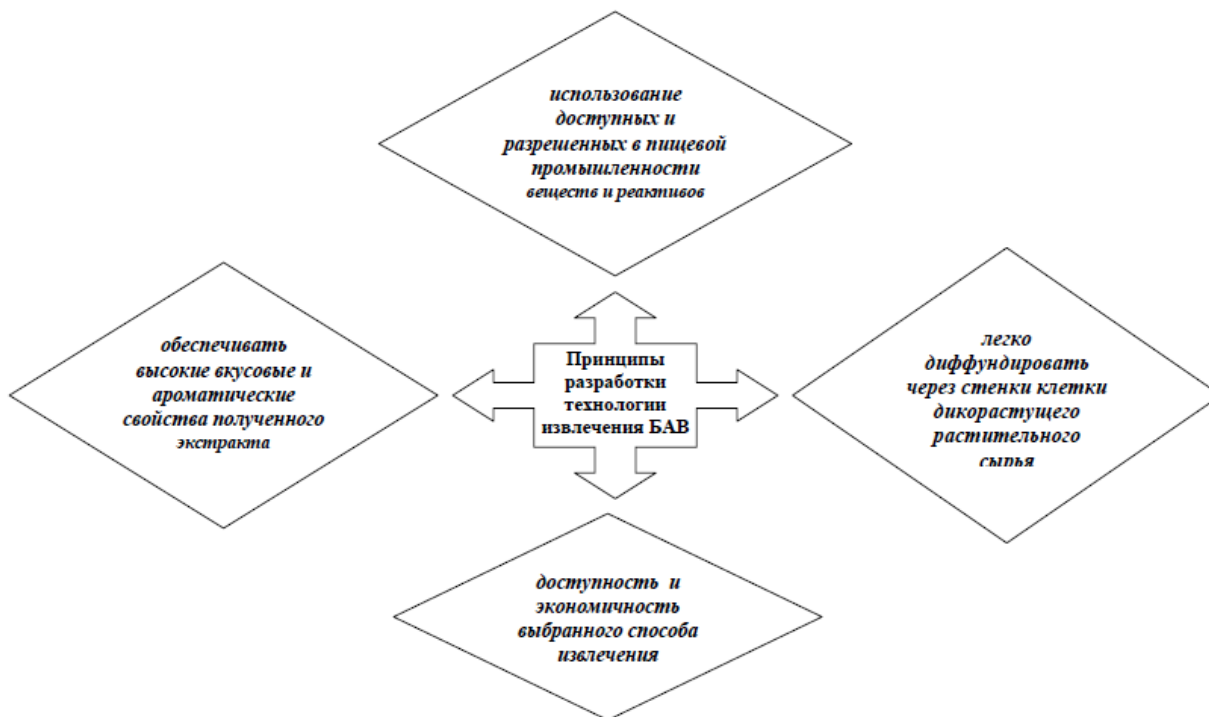 использование
доступных и
разрешенных в пищевой
промышленности
веществ и реактивов
обеспечивать
высокие вкусовые и
ароматические
свойства полученного
экстракта
Принципы
разработки
технологии
извлечения БАВ
легко
диффундировать
через стенки клетки
дикорастущего
растительного
сырья
доступность и
экономичность
выбранного способа
извлечения